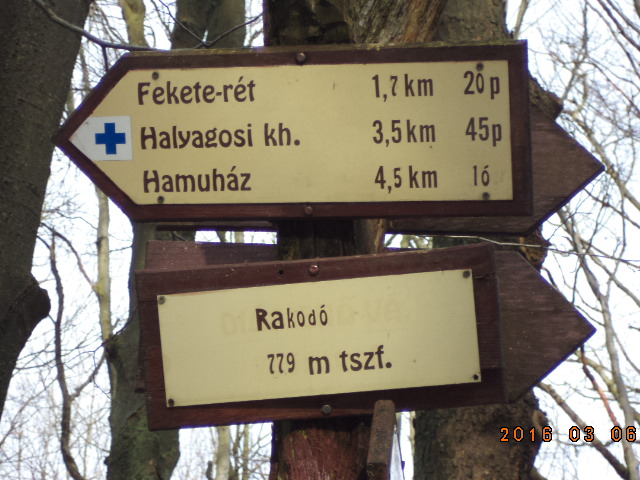 Fekete-rét 1,7 km 20 p
Halyagosi kh. 3,5 km 45p
Hamuház 4,5 km 1ó
Rakodó
779 m tszf.
2016 03 06